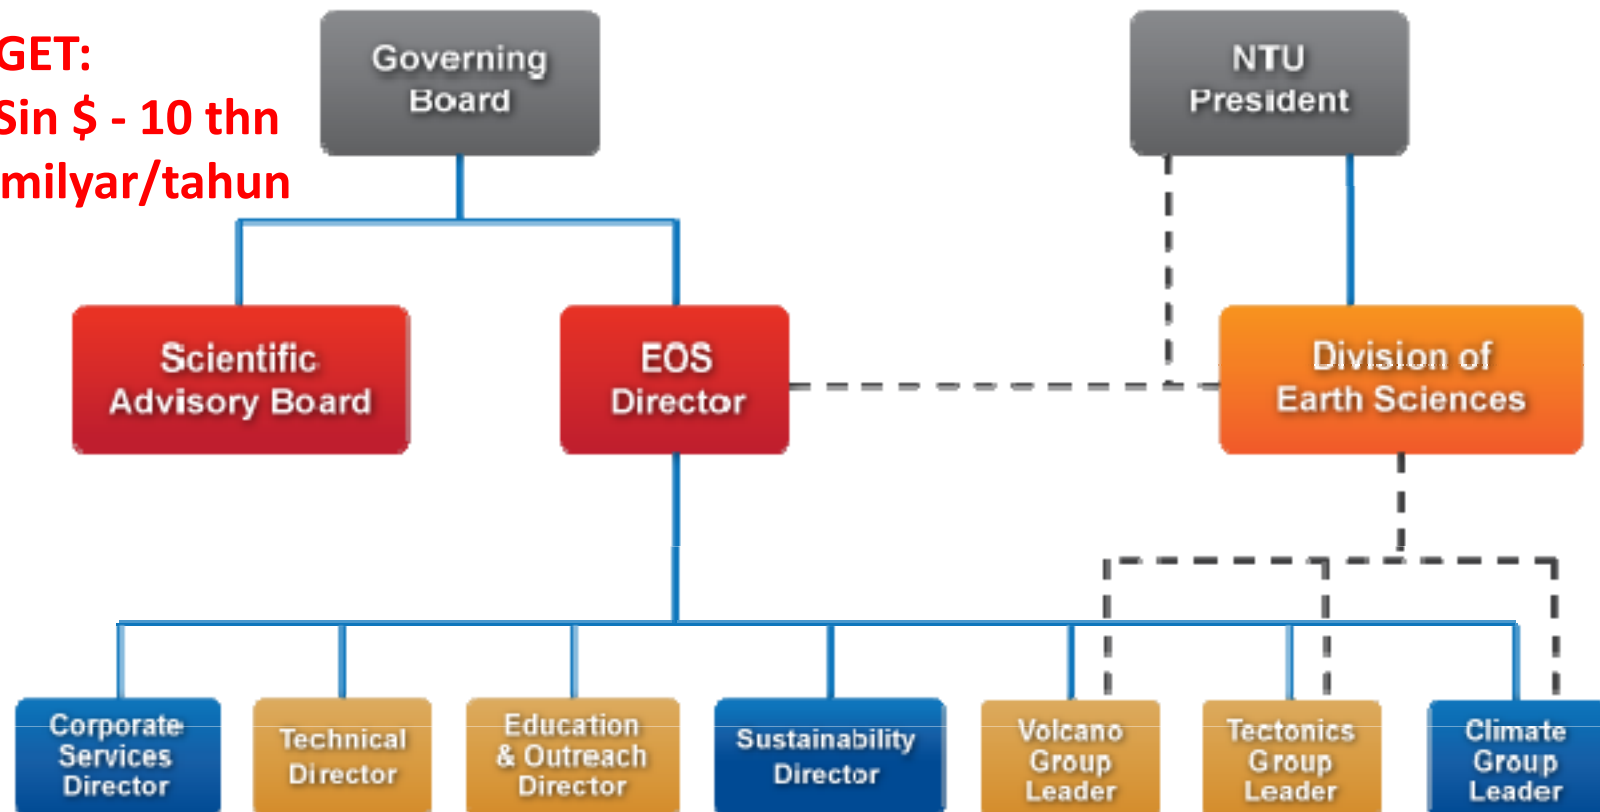 GET:
Sin $ - 10 thn
milyar/tahun
Governing
Board
NTU
President
Scientific
Advisory Board
EOS
Director
Division of
Earth Sciences
Corporate
Services
Director
Technical
Director
Education
& Outreach
Director
Sustainability
Director
Volcano
Group
Leader
Tectonics
Group
Leader
Climate
Group
Leader